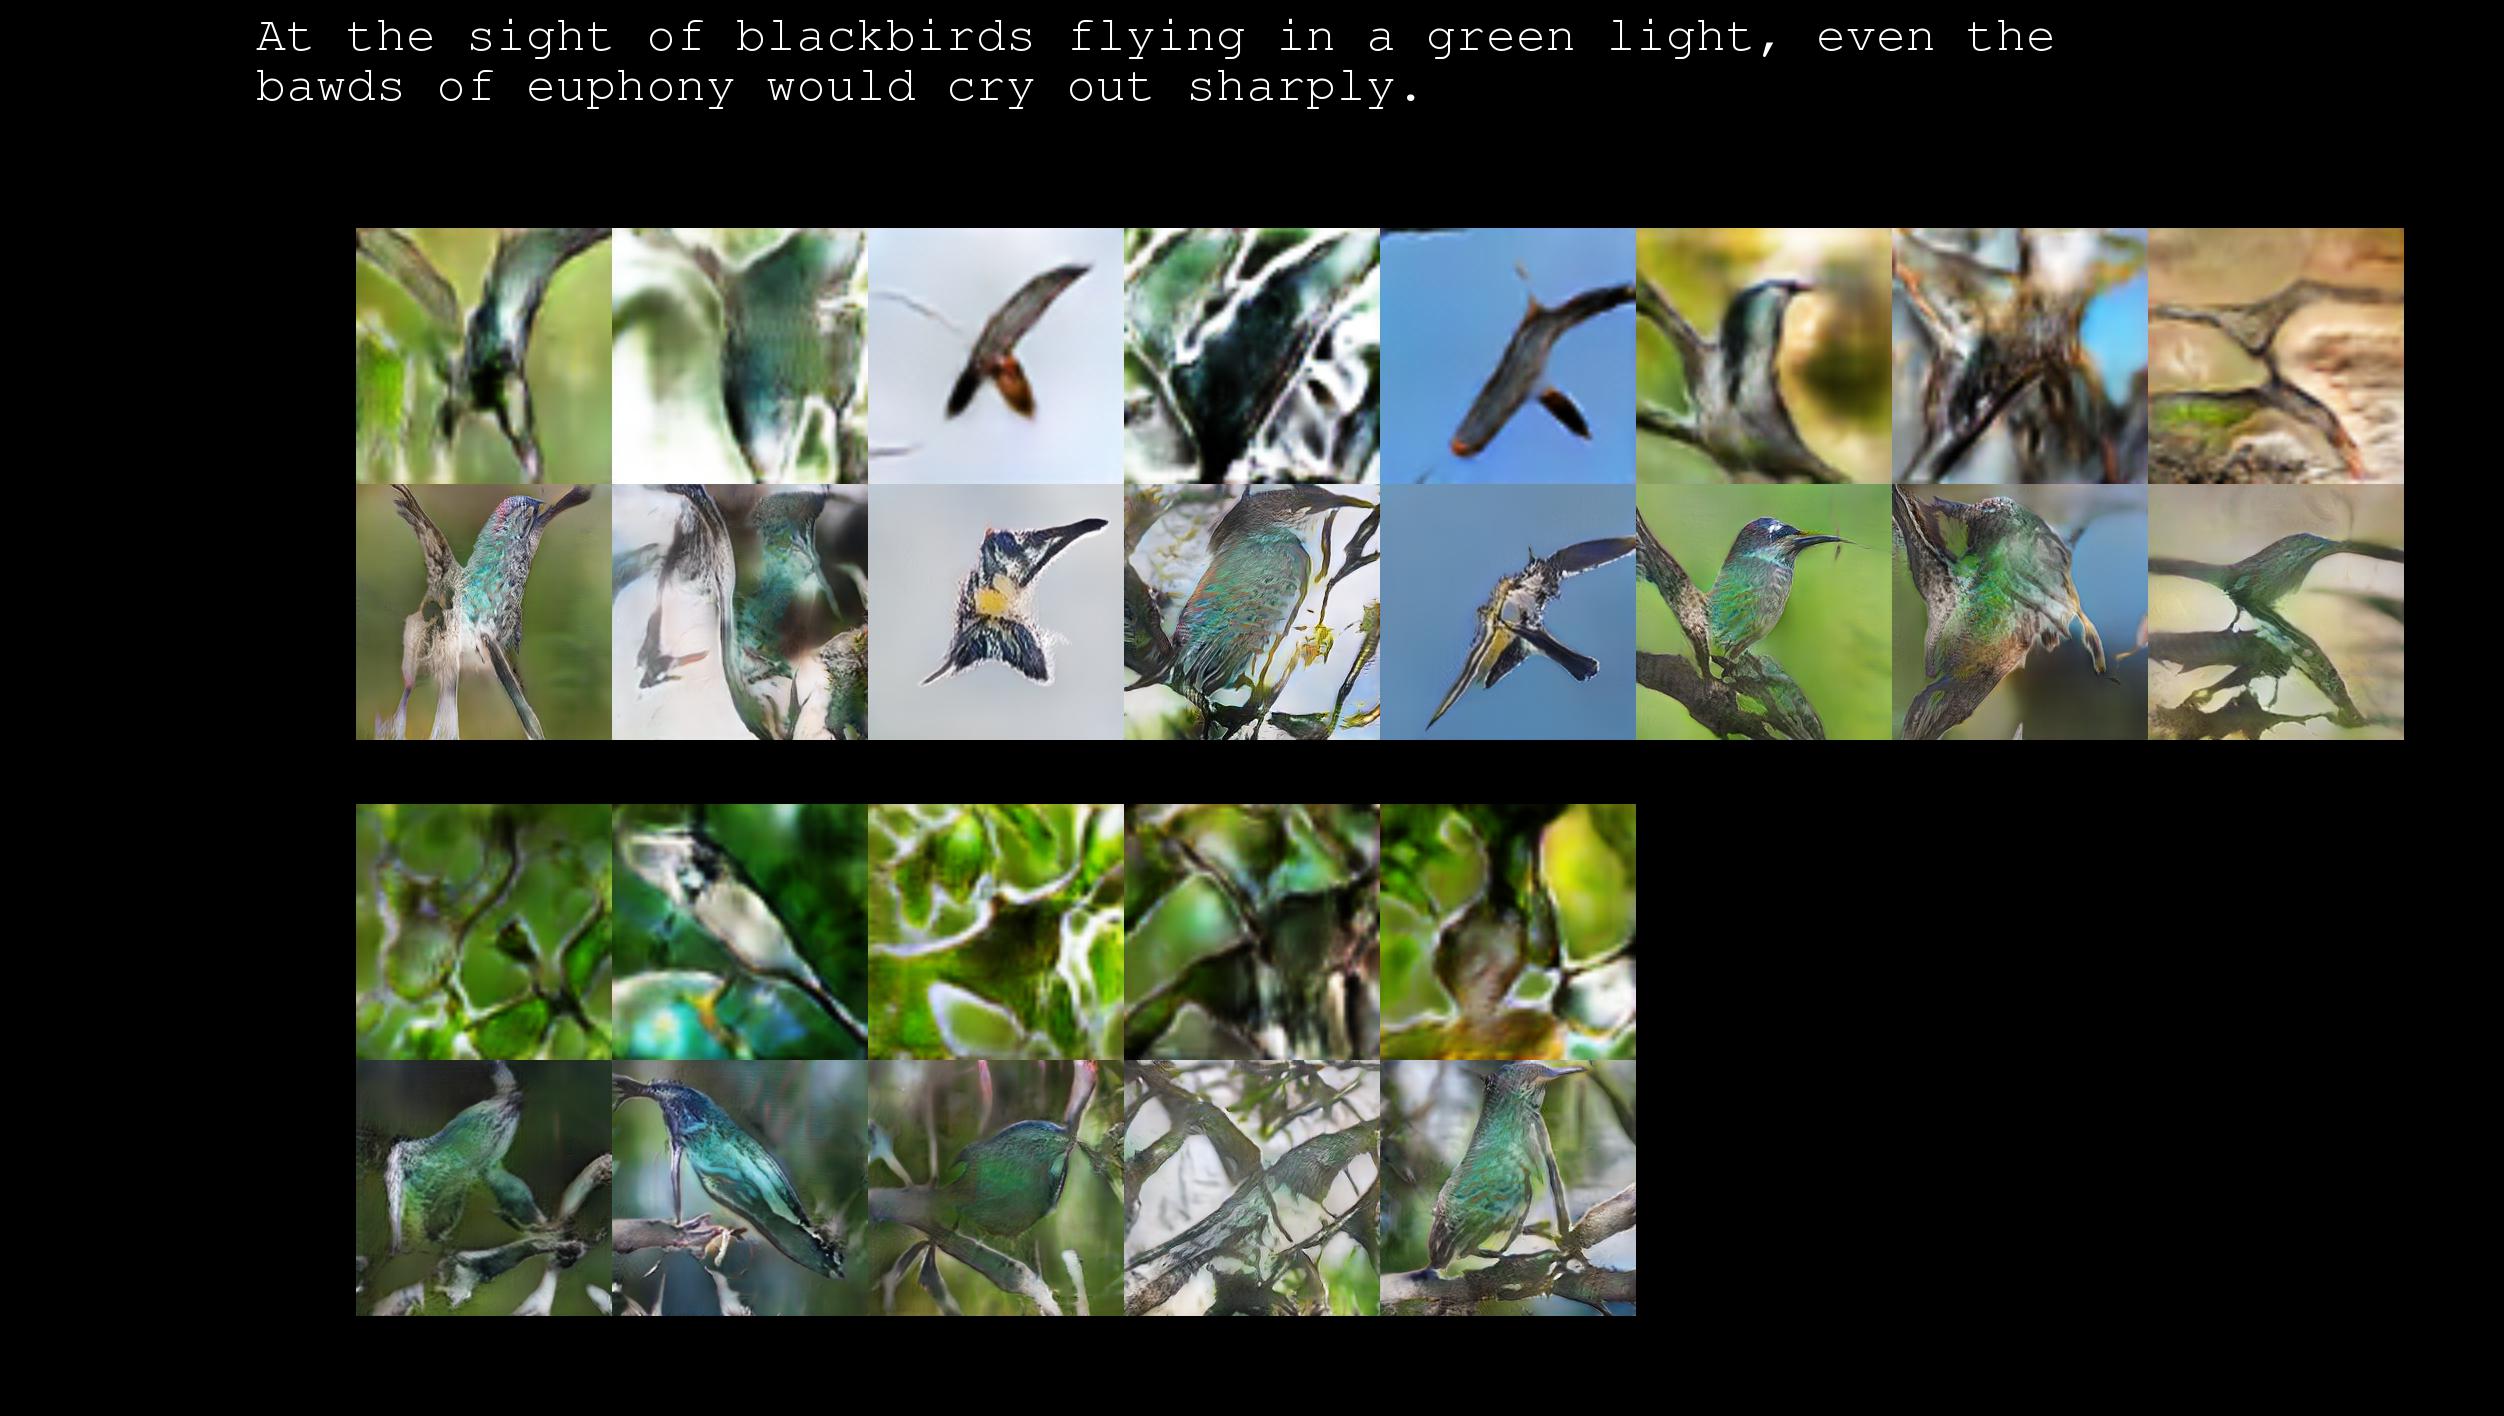 At the sight of blackbirds flying in a green light, even the
bawds of euphony would cry out sharply.